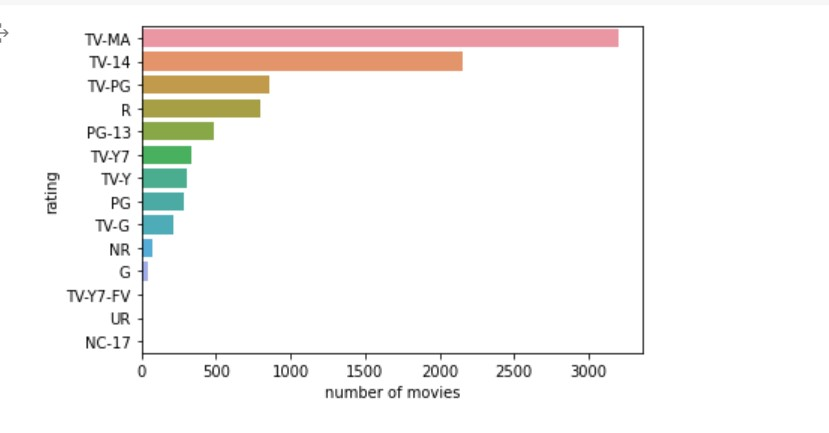 TV-MA
TV-14
TV-PG
R
PG-13
TV-Y7
TV-Y
PG
TV-G
NR
G
TV-Y7-FV
UR
NC-17
rating
0 500 1000 1500 2000 2500 3000
number of movies